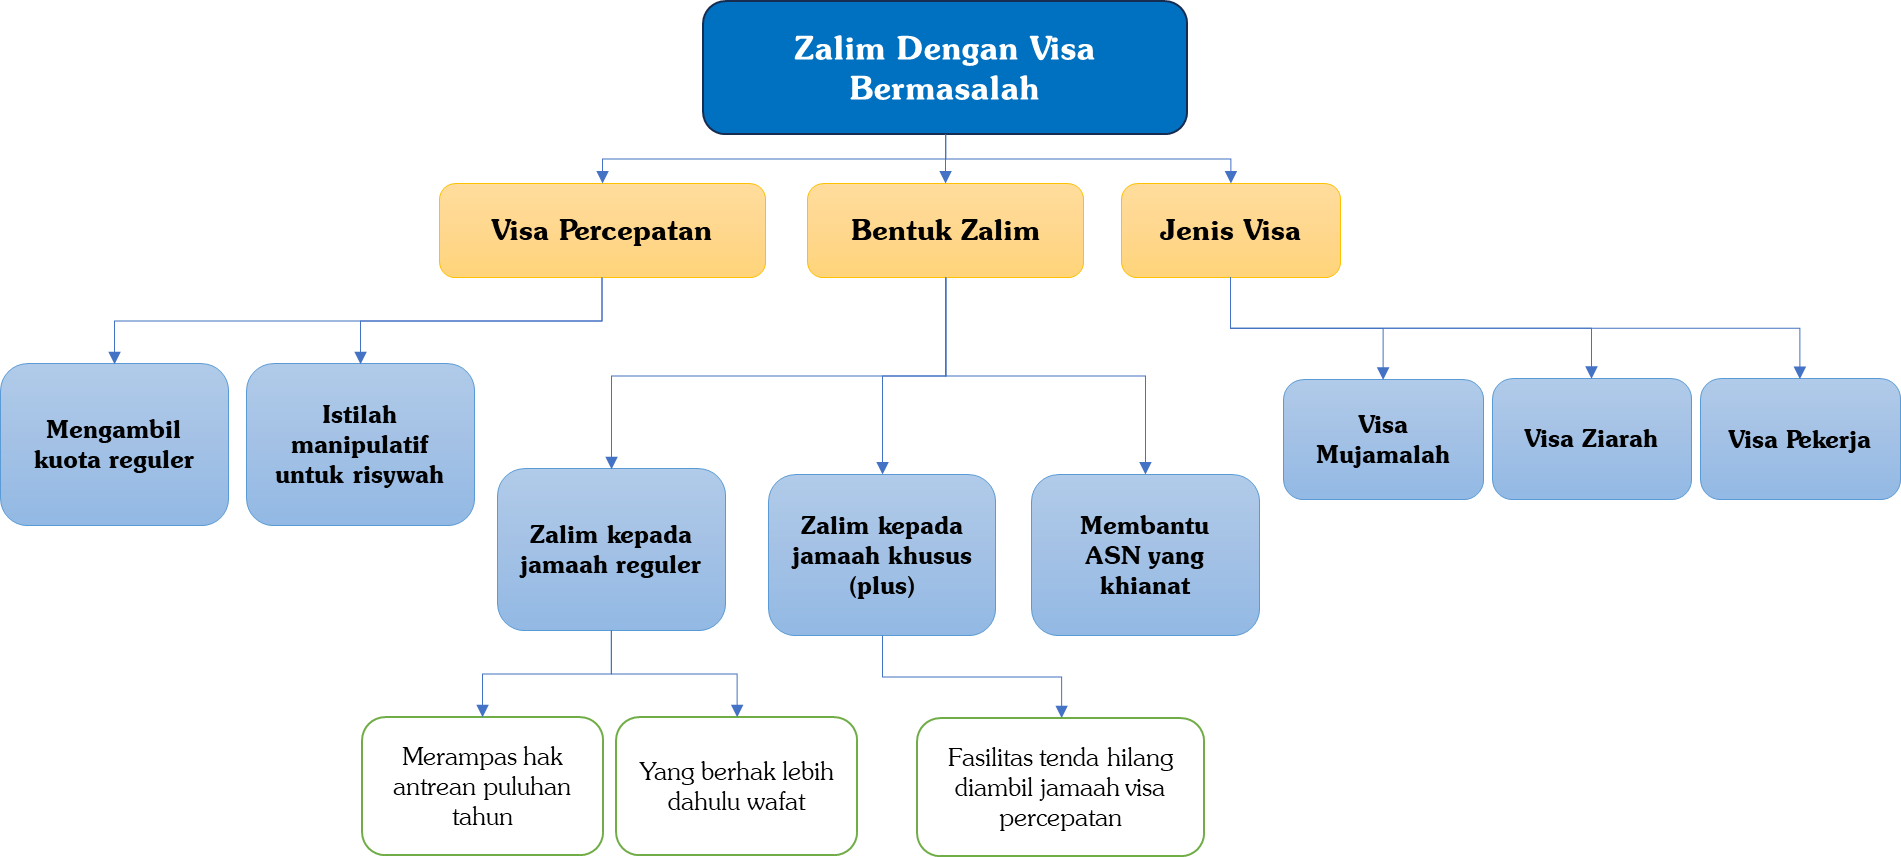 Zalim Dengan Visa
Bermasalah
Visa Percepatan
Bentuk Zalim
Jenis Visa
Mengambil
kuota reguler
Istilah
manipulatif
untuk risywah
Visa
Mujamalah
Visa Ziarah
Visa Pekerja
Zalim kepada
jamaah reguler
Zalim kepada
jamaah khusus
(plus)
Membantu
ASN yang
khianat
Merampas hak
antrean puluhan
tahun
Yang berhak lebih
dahulu wafat
Fasilitas tenda hilang
diambil jamaah visa
percepatan